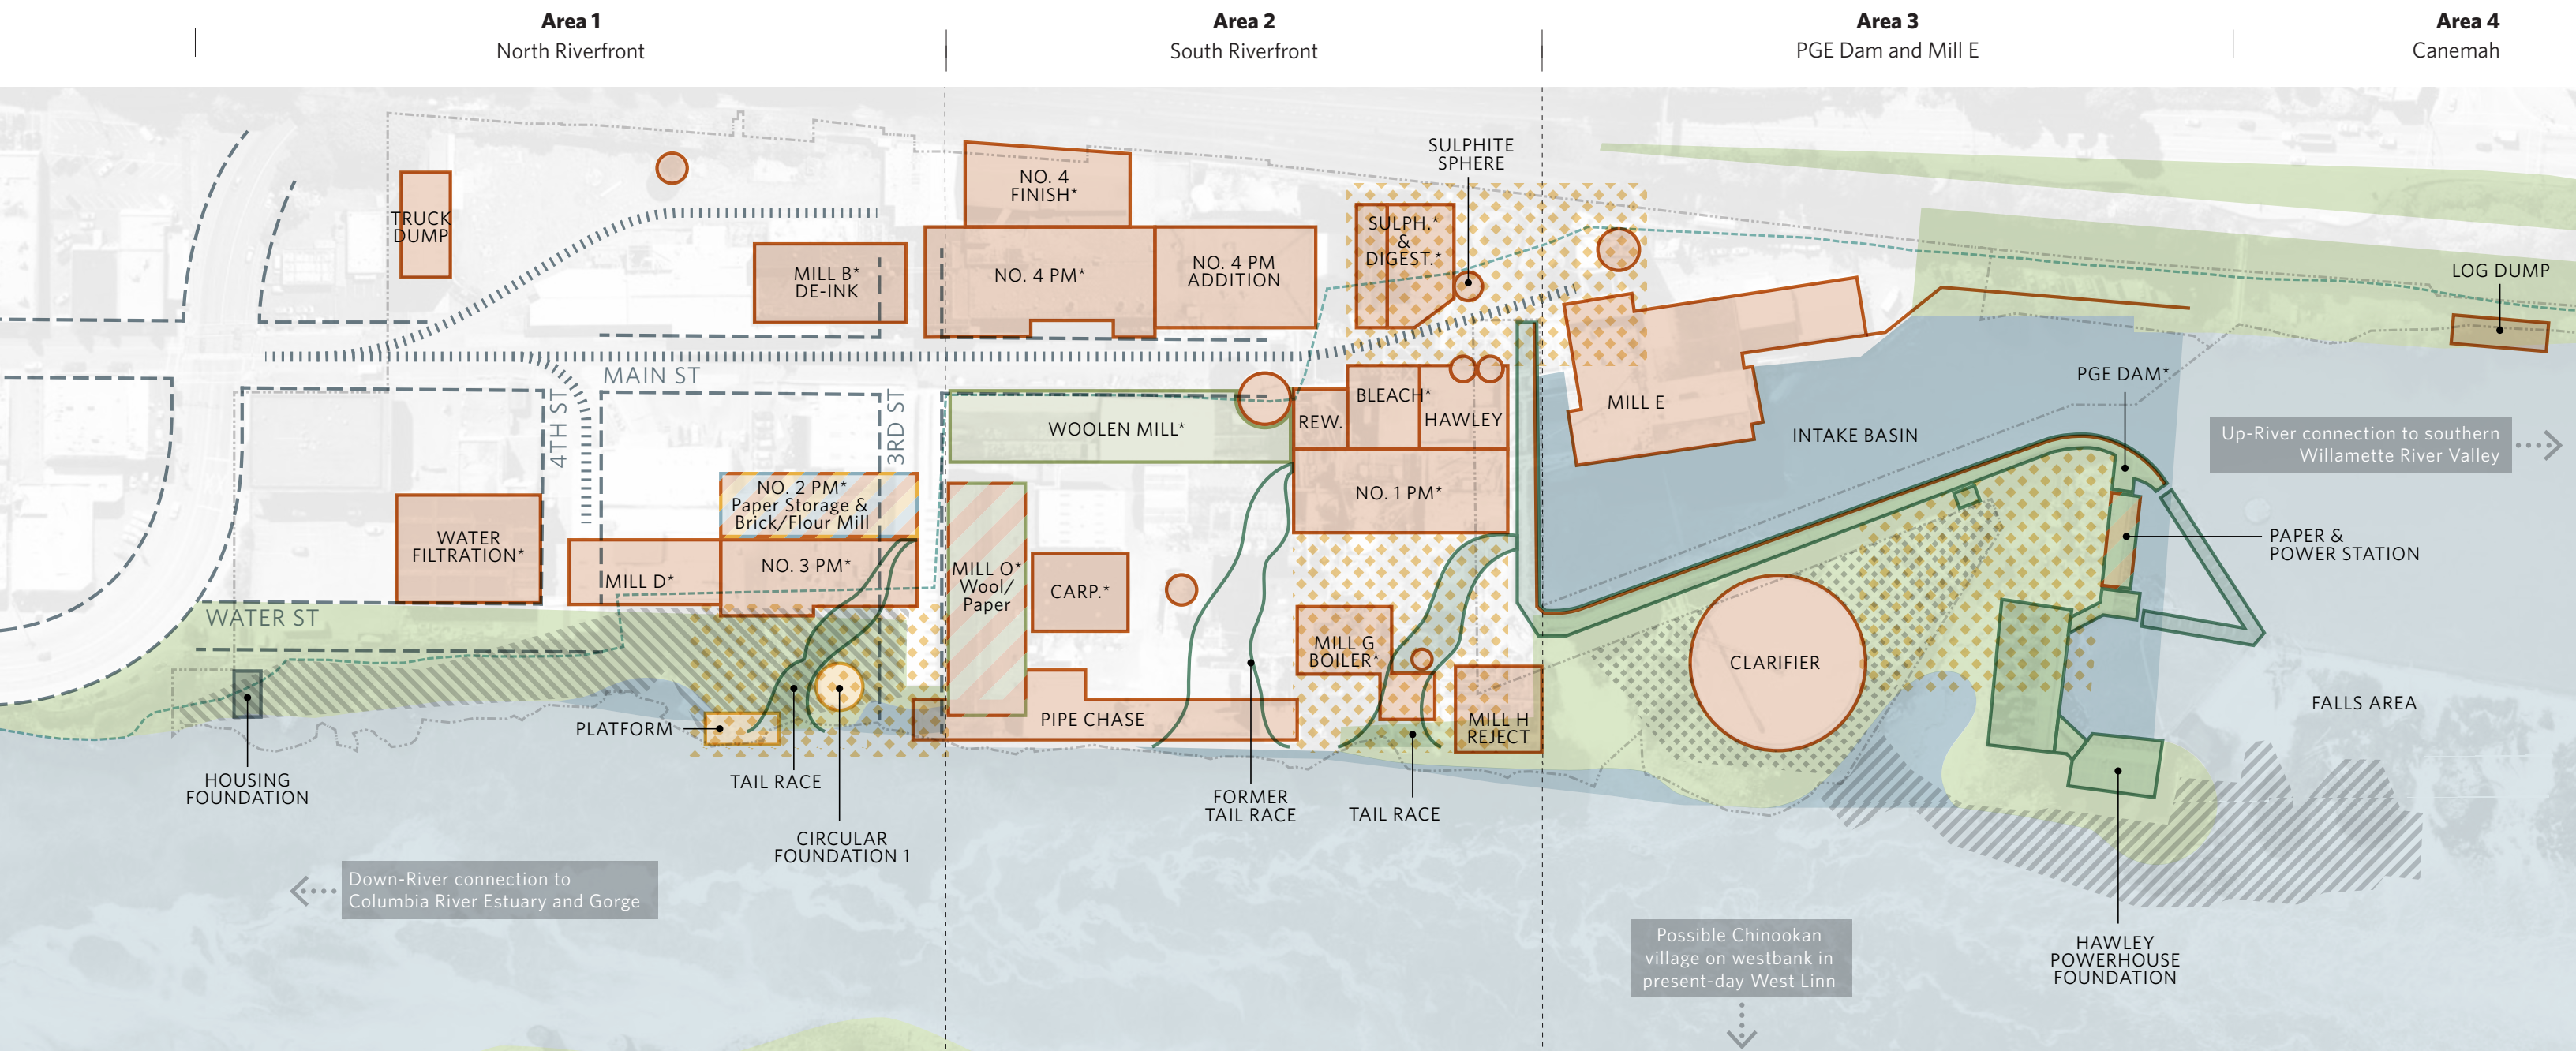 Area 1
North Riverfront
Area 2
South Riverfront
Area 3
PGE Dam and Mill E
Area 4
Canemah
SULPHITE
SPHERE
NO. 4
FINISH*
TRUCK
DUMP
SULPH.*
&
DIGEST.*
MILL B*
DE-INK
NO. 4 PM*
NO. 4 PM
ADDITION
LOG DUMP
MAIN ST
PGE DAM*
4TH ST
3RD ST
WOOLEN MILL*
REW.
BLEACH*
HAWLEY
MILL E
INTAKE BASIN
Up-River connection to southern
Willamette River Valley
NO. 2 PM*
Paper Storage &
Brick/Flour Mill
NO. 1 PM*
WATER
FILTRATION*
MILL D*
NO. 3 PM*
MILL O*
Wool/
Paper
CARP.*
PAPER &
POWER STATION
WATER ST
MILL G
BOILER*
CLARIFIER
PLATFORM
PIPE CHASE
MILL H
REJECT
FALLS AREA
HOUSING
FOUNDATION
TAIL RACE
FORMER
TAIL RACE
TAIL RACE
CIRCULAR
FOUNDATION 1
Down-River connection to
Columbia River Estuary and Gorge
Possible Chinookan
village on westbank in
present-day West Linn
HAWLEY
POWERHOUSE
FOUNDATION